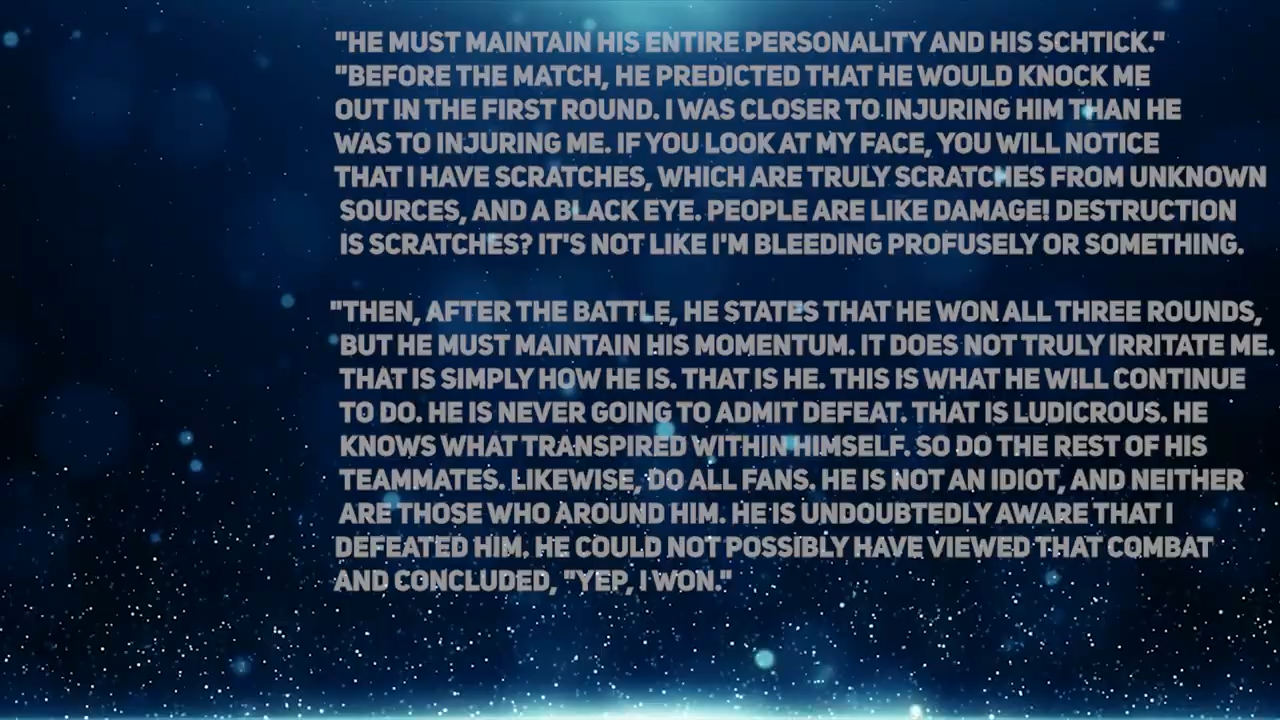 "HE MUST MAINTAIN HIS ENTIRE PERSONALITY AND HIS SCHTICK."
"BEFORE THE MATCH, HE PREDICTED THAT HE WOULD KNOCK ME
OUT IN THE FIRST ROUND. I WAS CLOSER TO INJURING HIM THAN HE
WAS TO INJURING ME. IF YOU LOOK AT MY FACE, YOU WILL NOTICE
THAT I HAVE SCRATCHES, WHICH ARE TRULY SCRATCHES FROM UNKNOWN
SOURCES, AND A BLACK EYE. PEOPLE ARE LIKE DAMAGE! DESTRUCTION
IS SCRATCHES? IT'S NOT LIKE I'M BLEEDING PROFUSELY OR SOMETHING.
"THEN, AFTER THE BATTLE, HE STATES THAT HE WON ALL THREE ROUNDS,
BUT HE MUST MAINTAIN HIS MOMENTUM. IT DOES NOT TRULY IRRITATE ME.
THAT IS SIMPLY HOW HE IS. THAT IS HE. THIS IS WHAT HE WILL CONTINUE
TO DO. HE IS NEVER GOING TO ADMIT DEFEAT. THAT IS LUDICROUS. HE
KNOWS WHAT TRANSPIRED WITHIN HIMSELF. SO DO THE REST OF HIS
TEAMMATES. LIKEWISE, DO ALL FANS. HE IS NOT AN IDIOT, AND NEITHER
ARE THOSE WHO AROUND HIM. HE IS UNDOUBTEDLY AWARE THAT I
DEFEATED HIM. HE COULD NOT POSSIBLY HAVE VIEWED THAT COMBAT
AND CONCLUDED, "YEP, I WON."